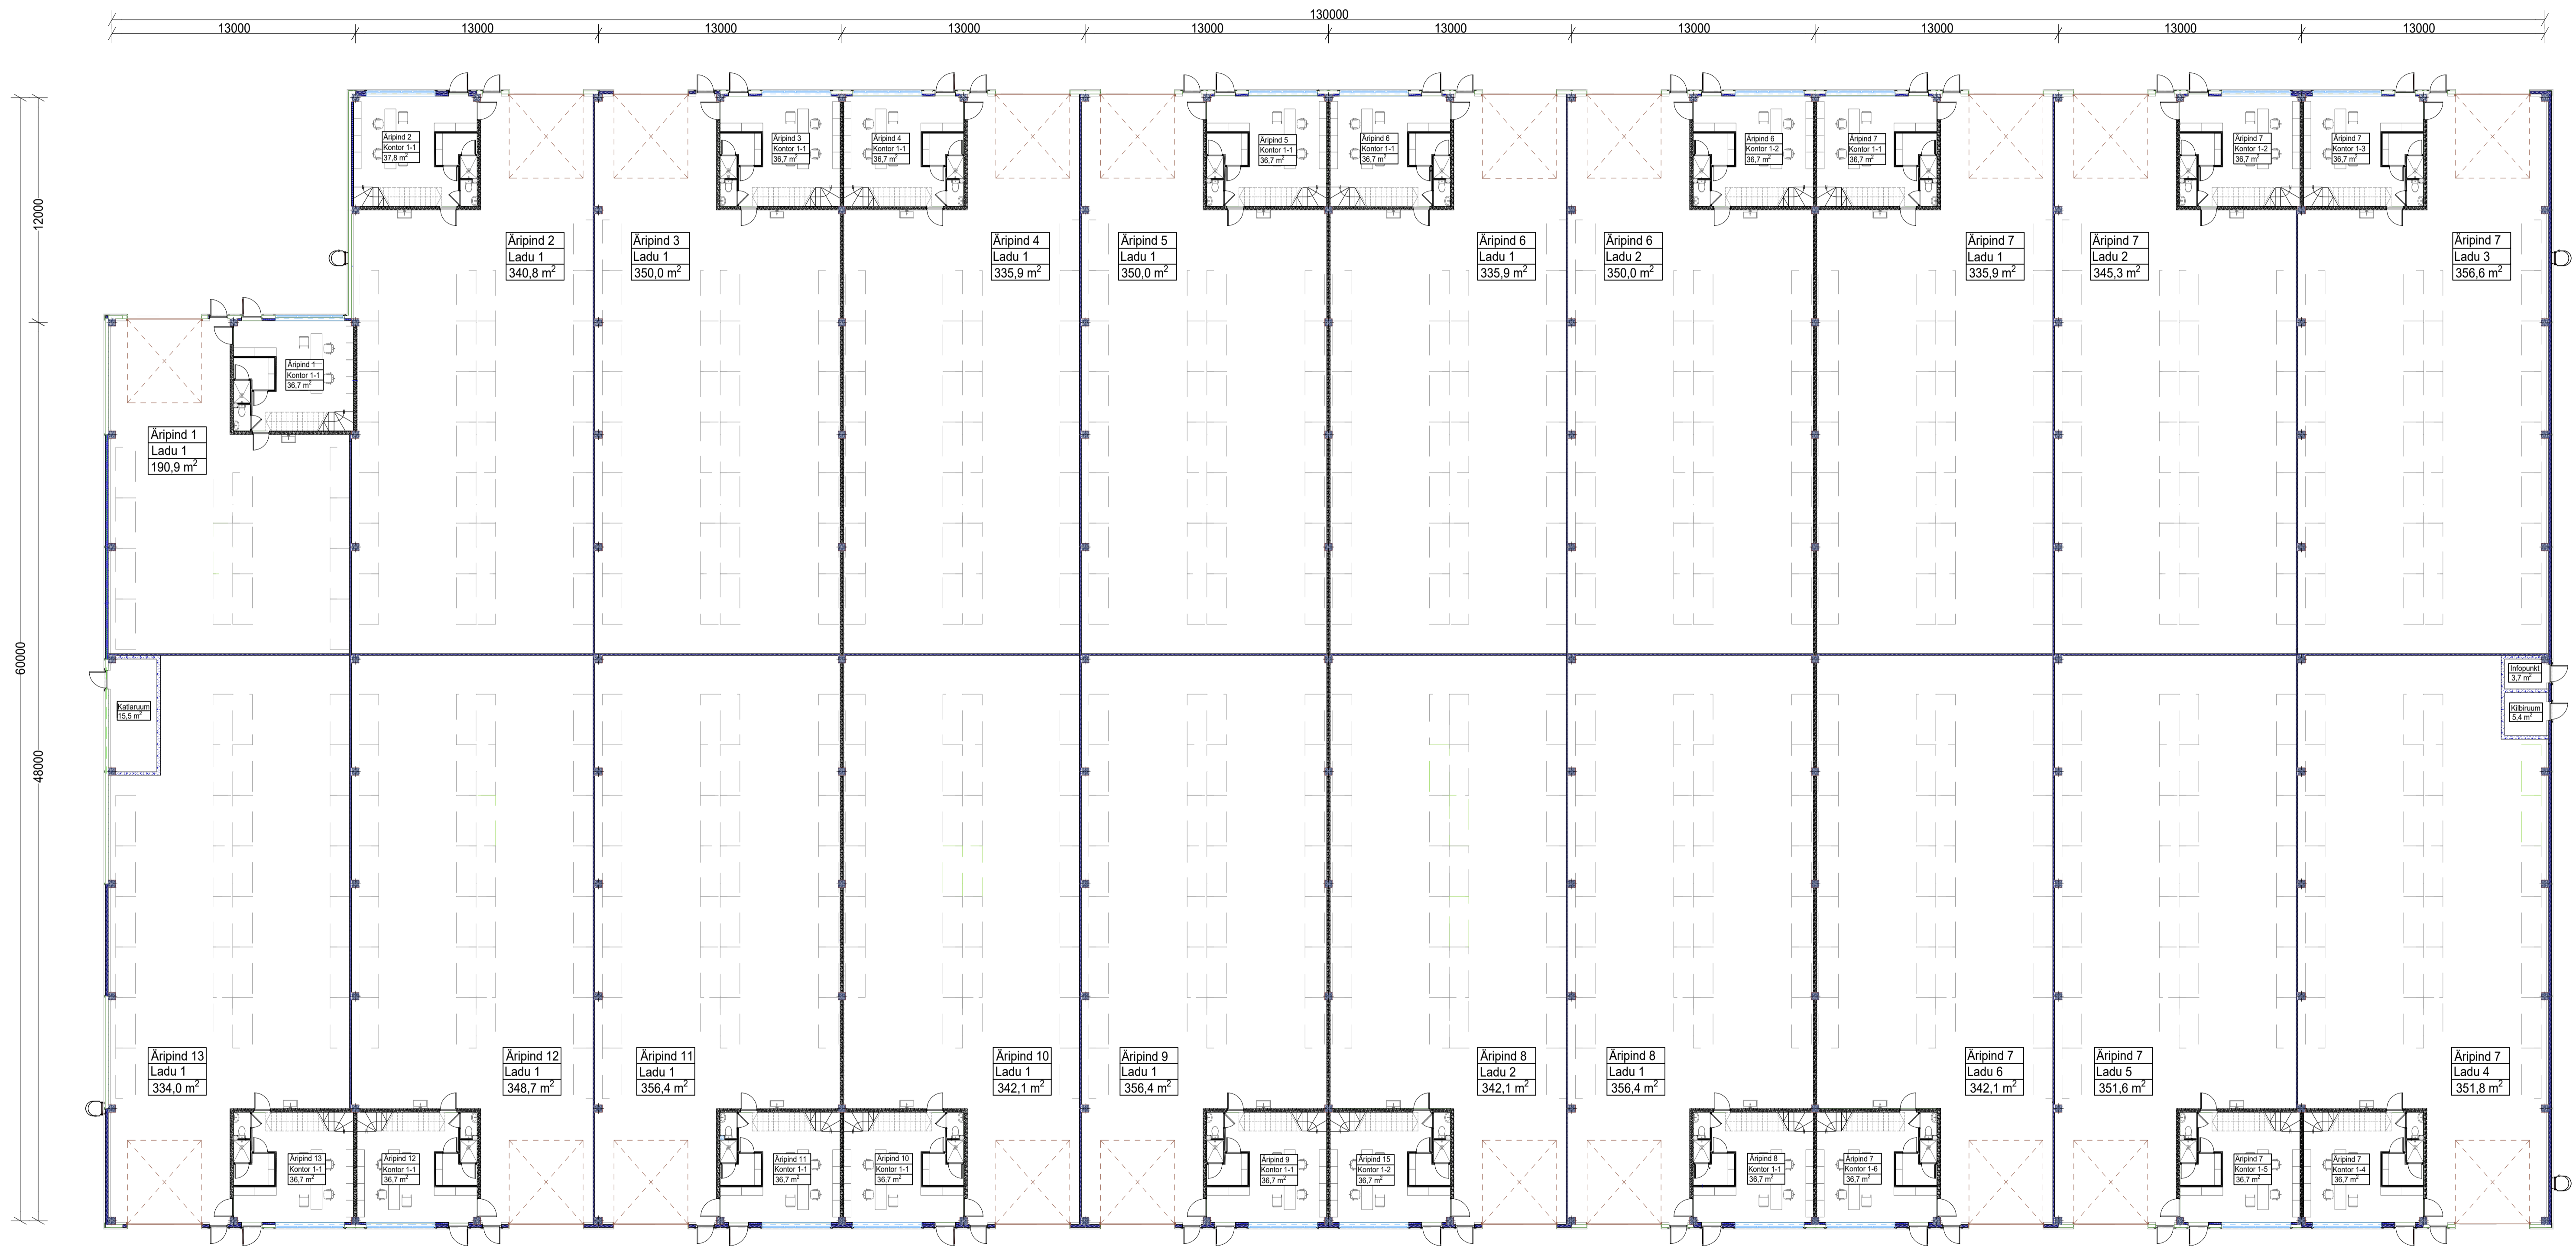 130000
13000 13000 13000 13000 13000 13000 13000 13000 13000 13000
12000
60000
48000
Äripind 2
Kontor 1-1
37,8 m²
Äripind 3
Kontor 1-1
36,7 m²
Äripind 4
Kontor 1-1
36,7 m²
Äripind 5
Kontor 1-1
36,7 m²
Äripind 6
Kontor 1-1
36,7 m²
Äripind 6
Kontor 1-2
36,7 m²
Äripind 7
Kontor 1-1
36,7 m²
Äripind 7
Kontor 1-2
36,7 m²
Äripind 7
Kontor 1-3
36,7 m²
Äripind 2
Ladu 1
340,8 m²
Äripind 3
Ladu 1
350,0 m²
Äripind 4
Ladu 1
335,9 m²
Äripind 5
Ladu 1
350,0 m²
Äripind 6
Ladu 1
335,9 m²
Äripind 6
Ladu 2
350,0 m²
Äripind 7
Ladu 1
335,9 m²
Äripind 7
Ladu 2
345,3 m²
Äripind 7
Ladu 3
356,6 m²
Äripind 1
Kontor 1-1
36,7 m²
Äripind 1
Ladu 1
190,9 m²
Katlaruum
15,5 m²
Infopunkt
3,7 m²
Kilbiruum
5,4 m²
Äripind 13
Ladu 1
334,0 m²
Äripind 12
Ladu 1
348,7 m²
Äripind 11
Ladu 1
356,4 m²
Äripind 10
Ladu 1
342,1 m²
Äripind 9
Ladu 1
356,4 m²
Äripind 8
Ladu 2
342,1 m²
Äripind 8
Ladu 1
356,4 m²
Äripind 7
Ladu 6
342,1 m²
Äripind 7
Ladu 5
351,6 m²
Äripind 7
Ladu 4
351,8 m²
Äripind 13
Kontor 1-1
36,7 m²
Äripind 12
Kontor 1-1
36,7 m²
Äripind 11
Kontor 1-1
36,7 m²
Äripind 10
Kontor 1-1
36,7 m²
Äripind 9
Kontor 1-1
36,7 m²
Äripind 15
Kontor 1-2
36,7 m²
Äripind 8
Kontor 1-1
36,7 m²
Äripind 7
Kontor 1-6
36,7 m²
Äripind 7
Kontor 1-5
36,7 m²
Äripind 7
Kontor 1-4
36,7 m²